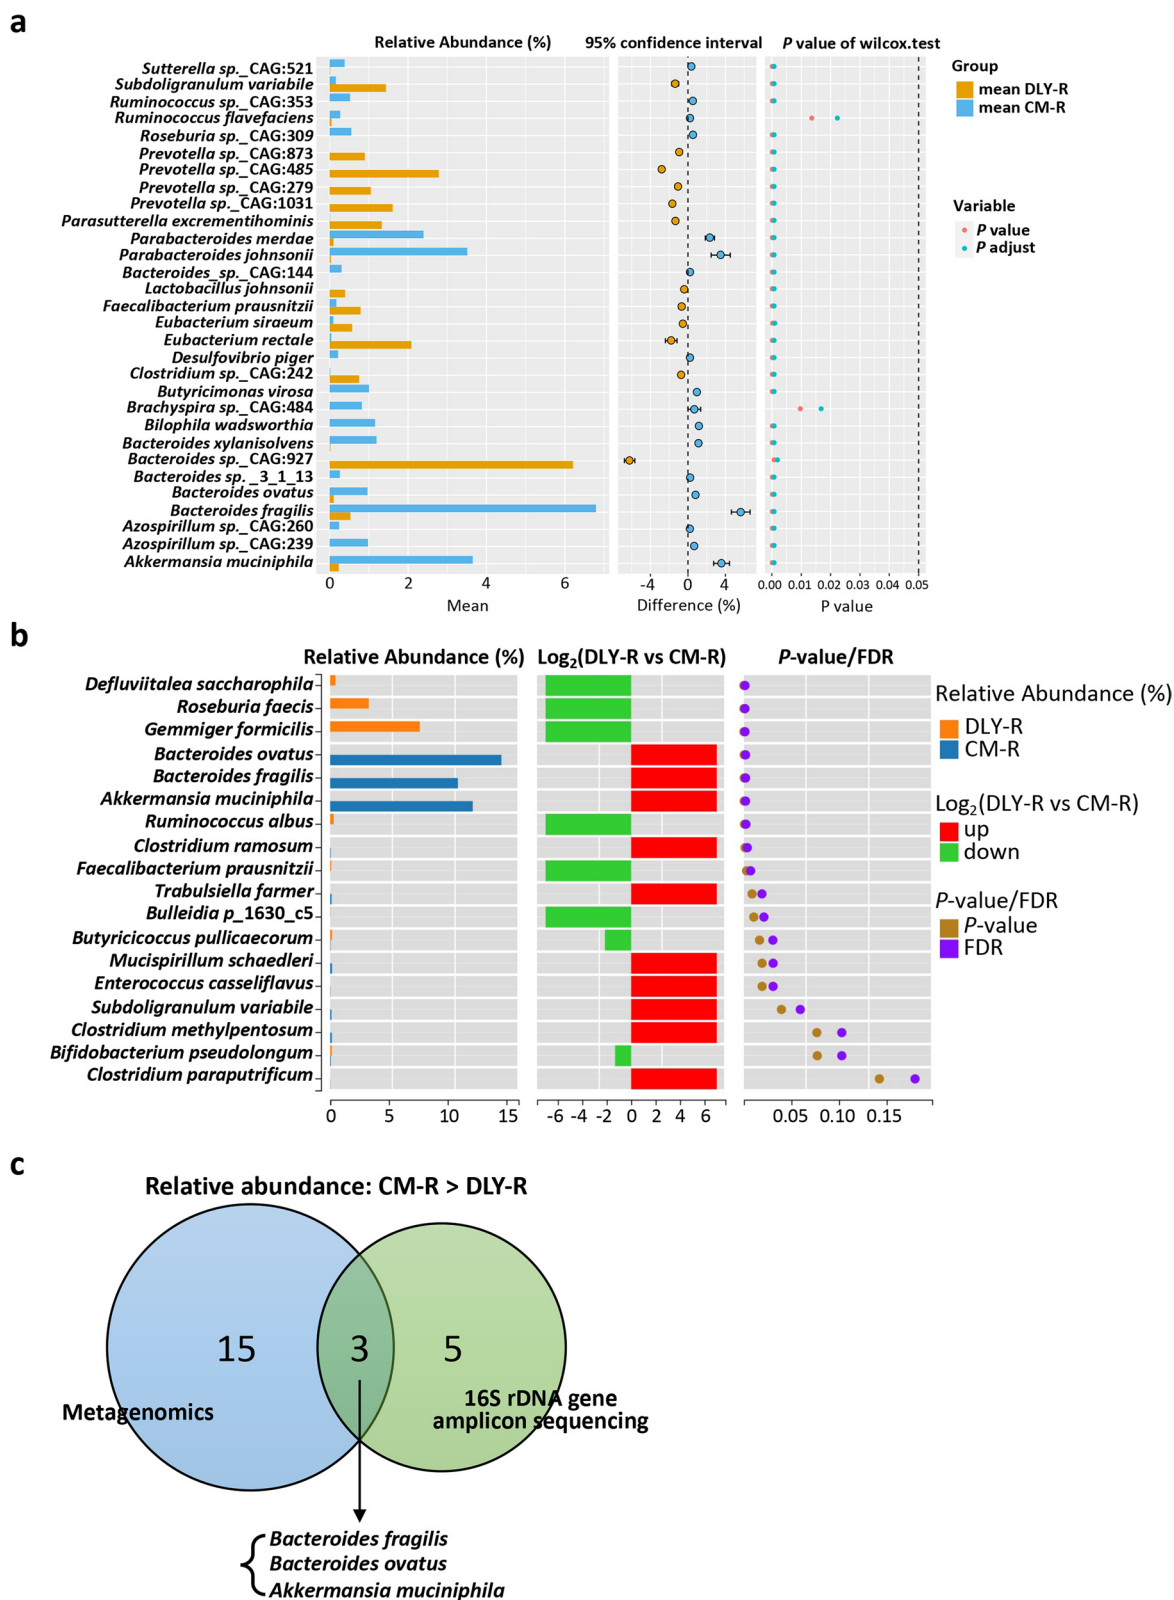 a
Relative Abundance (%)
95% confidence interval
P value of wilcox.test
Sutterella sp._CAG:521
Subdoligranulum variabile
Ruminococcus sp._CAG:353
Ruminococcus flavefaciens
Roseburia sp._CAG:309
Prevotella sp._CAG:873
Prevotella sp._CAG:485
Prevotella sp._CAG:279
Prevotella sp._CAG:1031
Parasutterella excrementihominis
Parabacteroides merdae
Parabacteroides johnsonii
Bacteroides_sp._CAG:144
Lactobacillus johnsonii
Faecalibacterium prausnitzii
Eubacterium siraeum
Eubacterium rectale
Desulfovibrio piger
Clostridium sp._CAG:242
Butyricimonas virosa
Brachyspira sp._CAG:484
Bilophila wadsworthia
Bacteroides xylanisolvens
Bacteroides sp._CAG:927
Bacteroides sp. _3_1_13
Bacteroides ovatus
Bacteroides fragilis
Azospirillum sp._CAG:260
Azospirillum sp._CAG:239
Akkermansia muciniphila
0 2 4 6
Mean
-4 0 4
Difference (%)
0.00 0.01 0.02 0.03 0.04 0.05
P value
Group
mean DLY-R
mean CM-R
Variable
P value
P adjust
b
Relative Abundance (%)
Log2(DLY-R vs CM-R)
P-value/FDR
Defluviitalea saccharophila
Roseburia faecis
Gemmiger formicilis
Bacteroides ovatus
Bacteroides fragilis
Akkermansia muciniphila
Ruminococcus albus
Clostridium ramosum
Faecalibacterium prausnitzii
Trabulsiella farmer
Bulleidia p_1630_c5
Butyricicoccus pullicaecorum
Mucispirillum schaedleri
Enterococcus casseliflavus
Subdoligranulum variabile
Clostridium methylpentosum
Bifidobacterium pseudolongum
Clostridium paraputrificum
0 5 10 15
-6 -4 -2 0 2 4 6
0.05 0.10 0.15
Relative Abundance (%)
DLY-R
CM-R
Log2(DLY-R vs CM-R)
up
down
P-value/FDR
P-value
FDR
c
Relative abundance: CM-R > DLY-R
15
3
5
Metagenomics
16S rDNA gene
amplicon sequencing
Bacteroides fragilis
Bacteroides ovatus
Akkermansia muciniphila